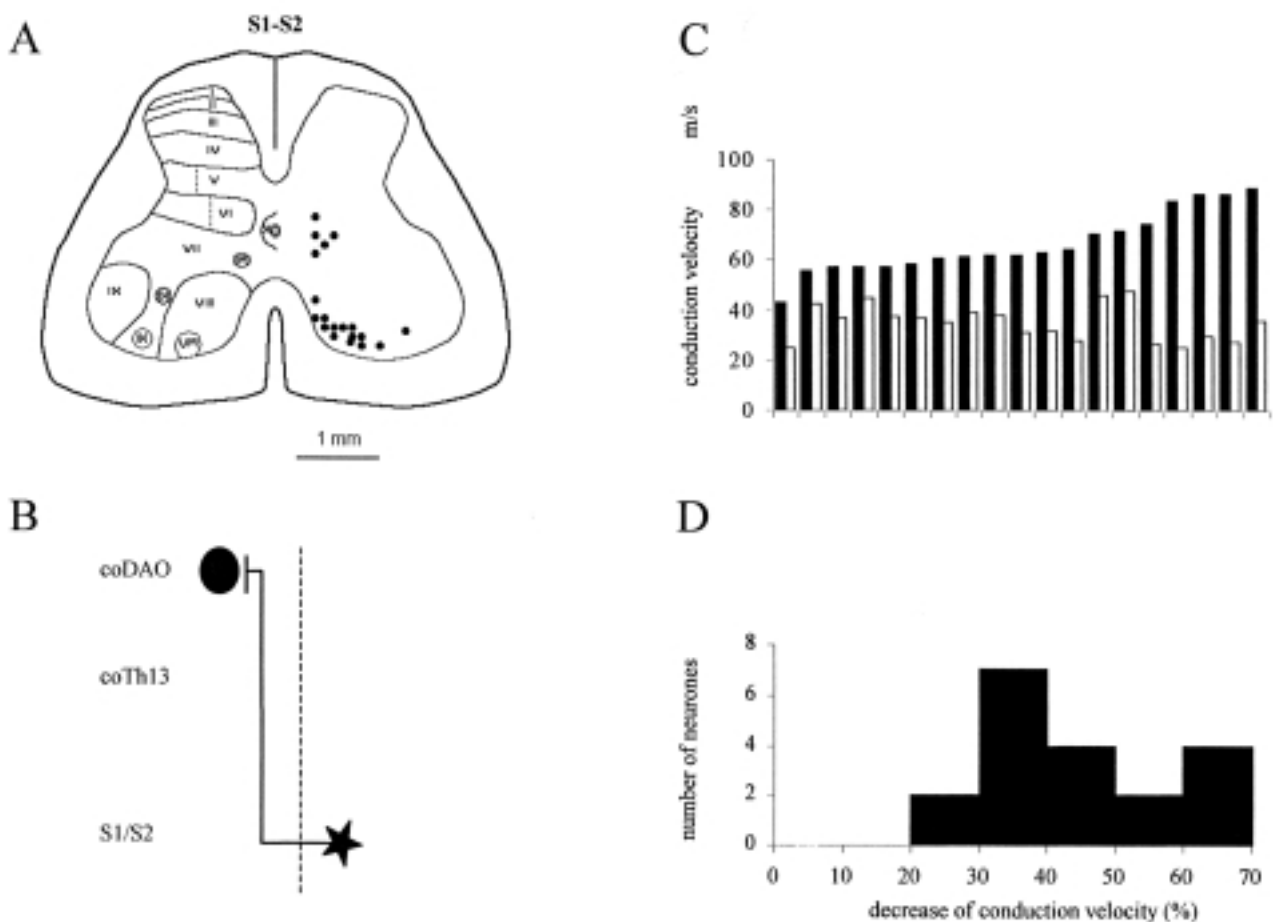 A
S1-S2
III
IV
V
VI
VII
IX
VIII
1 mm
B
coDAO
coTh13
S1/S2
C
m/s
conduction velocity
100
80
60
40
20
0
D
number of neurones
8
6
4
2
0
0 10 20 30 40 50 60 70
decrease of conduction velocity (%)